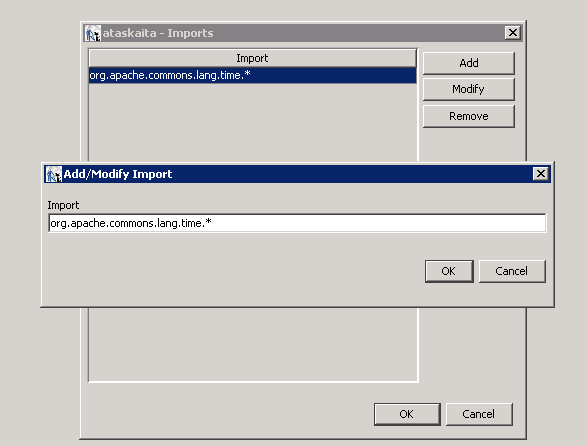 ataskaita - Imports
Import
org.apache.commons.lang.time.*
Add
Modify
Remove
Add/Modify Import
Import
org.apache.commons.lang.time.*
OK
Cancel
OK
Cancel